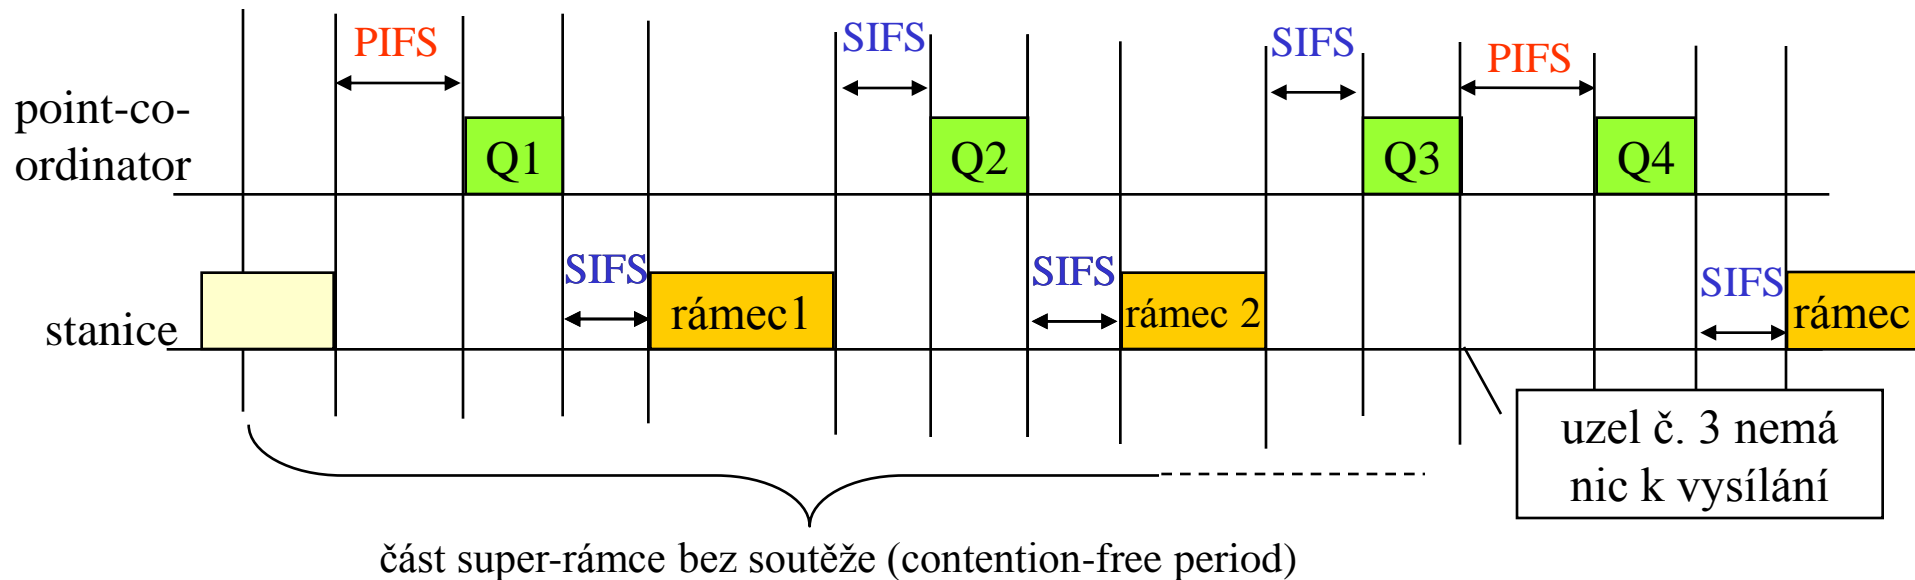 PIFS
SIFS
SIFS
PIFS
point-co-
ordinator
Q1
Q2
Q3
Q4
stanice
SIFS
rámec1
SIFS
rámec 2
SIFS
rámec
uzel č. 3 nemá
nic k vysílání
část super-rámce bez soutěže (contention-free period)